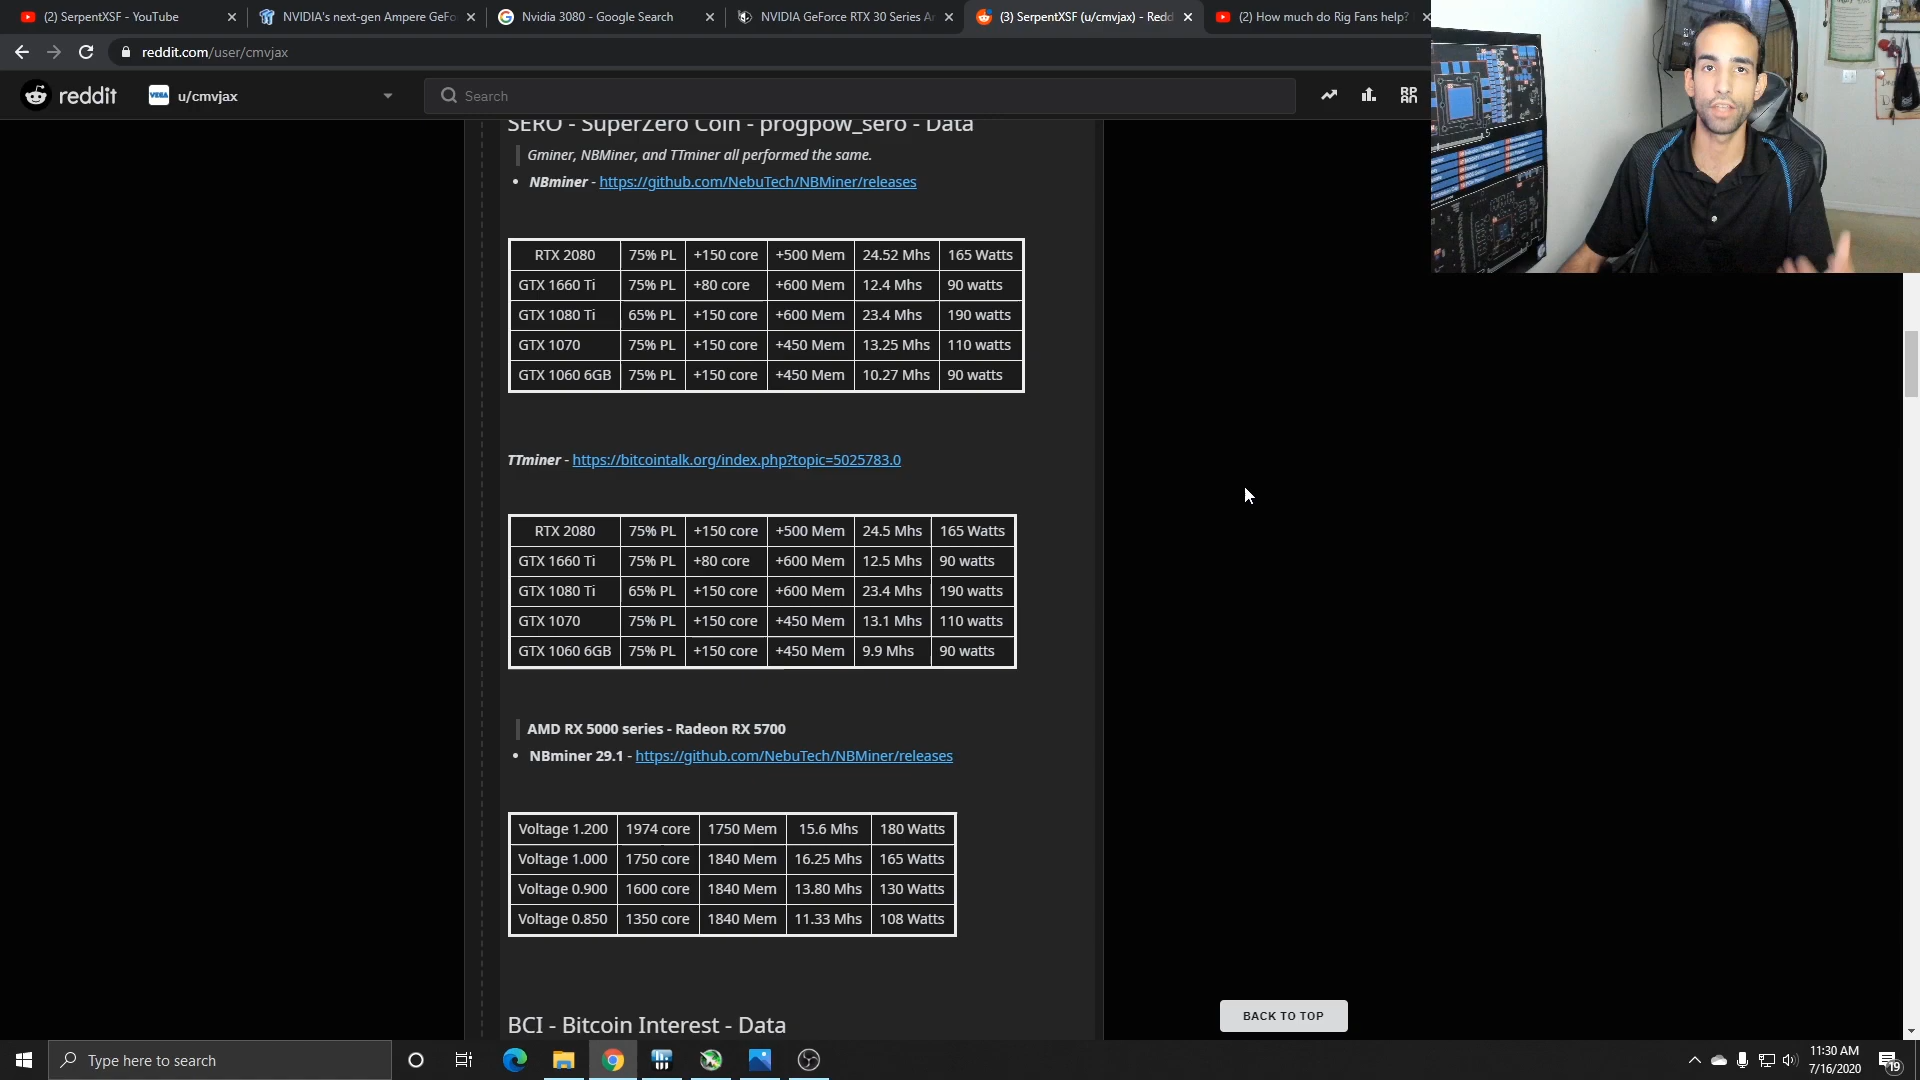 (2) SerpentXSF - YouTube
NVIDIA's next-gen Ampere GeFo
Nvidia 3080 - Google Search
NVIDIA GeForce RTX 30 Series Ar
(3) SerpentXSF (u/cmvjax) - Redd
(2) How much do Rig Fans help?
reddit.com/user/cmvjax
reddit
VEGA
u/cmvjax
Search
SERO - SuperZero Coin - progpow_sero - Data
Gminer, NBMiner, and TTminer all performed the same.
• NBminer - https://github.com/NebuTech/NBMiner/releases
RTX 2080 75% PL +150 core +500 Mem 24.52 Mhs 165 Watts
GTX 1660 Ti 75% PL +80 core +600 Mem 12.4 Mhs 90 watts
GTX 1080 Ti 65% PL +150 core +600 Mem 23.4 Mhs 190 watts
GTX 1070 75% PL +150 core +450 Mem 13.25 Mhs 110 watts
GTX 1060 6GB 75% PL +150 core +450 Mem 10.27 Mhs 90 watts
TTminer - https://bitcointalk.org/index.php?topic=5025783.0
RTX 2080 75% PL +150 core +500 Mem 24.5 Mhs 165 Watts
GTX 1660 Ti 75% PL +80 core +600 Mem 12.5 Mhs 90 watts
GTX 1080 Ti 65% PL +150 core +600 Mem 23.4 Mhs 190 watts
GTX 1070 75% PL +150 core +450 Mem 13.1 Mhs 110 watts
GTX 1060 6GB 75% PL +150 core +450 Mem 9.9 Mhs 90 watts
AMD RX 5000 series - Radeon RX 5700
• NBminer 29.1 - https://github.com/NebuTech/NBMiner/releases
Voltage 1.200 1974 core 1750 Mem 15.6 Mhs 180 Watts
Voltage 1.000 1750 core 1840 Mem 16.25 Mhs 165 Watts
Voltage 0.900 1600 core 1840 Mem 13.80 Mhs 130 Watts
Voltage 0.850 1350 core 1840 Mem 11.33 Mhs 108 Watts
BCI - Bitcoin Interest - Data
BACK TO TOP
Type here to search
11:30 AM
7/16/2020
19